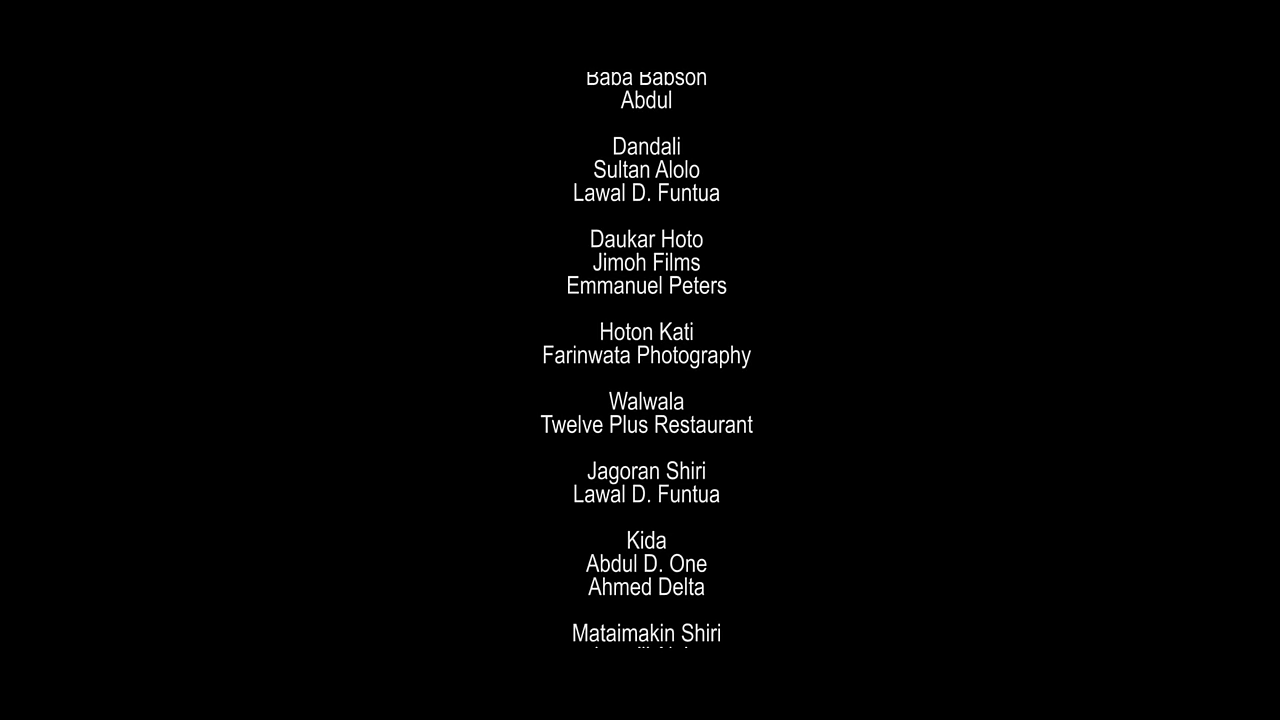 Baba Babson
Abdul
Dandali
Sultan Alolo
Lawal D. Funtua
Daukar Hoto
Jimoh Films
Emmanuel Peters
Hoton Kati
Farinwata Photography
Walwala
Twelve Plus Restaurant
Jagoran Shiri
Lawal D. Funtua
Kida
Abdul D. One
Ahmed Delta
Mataimakin Shiri